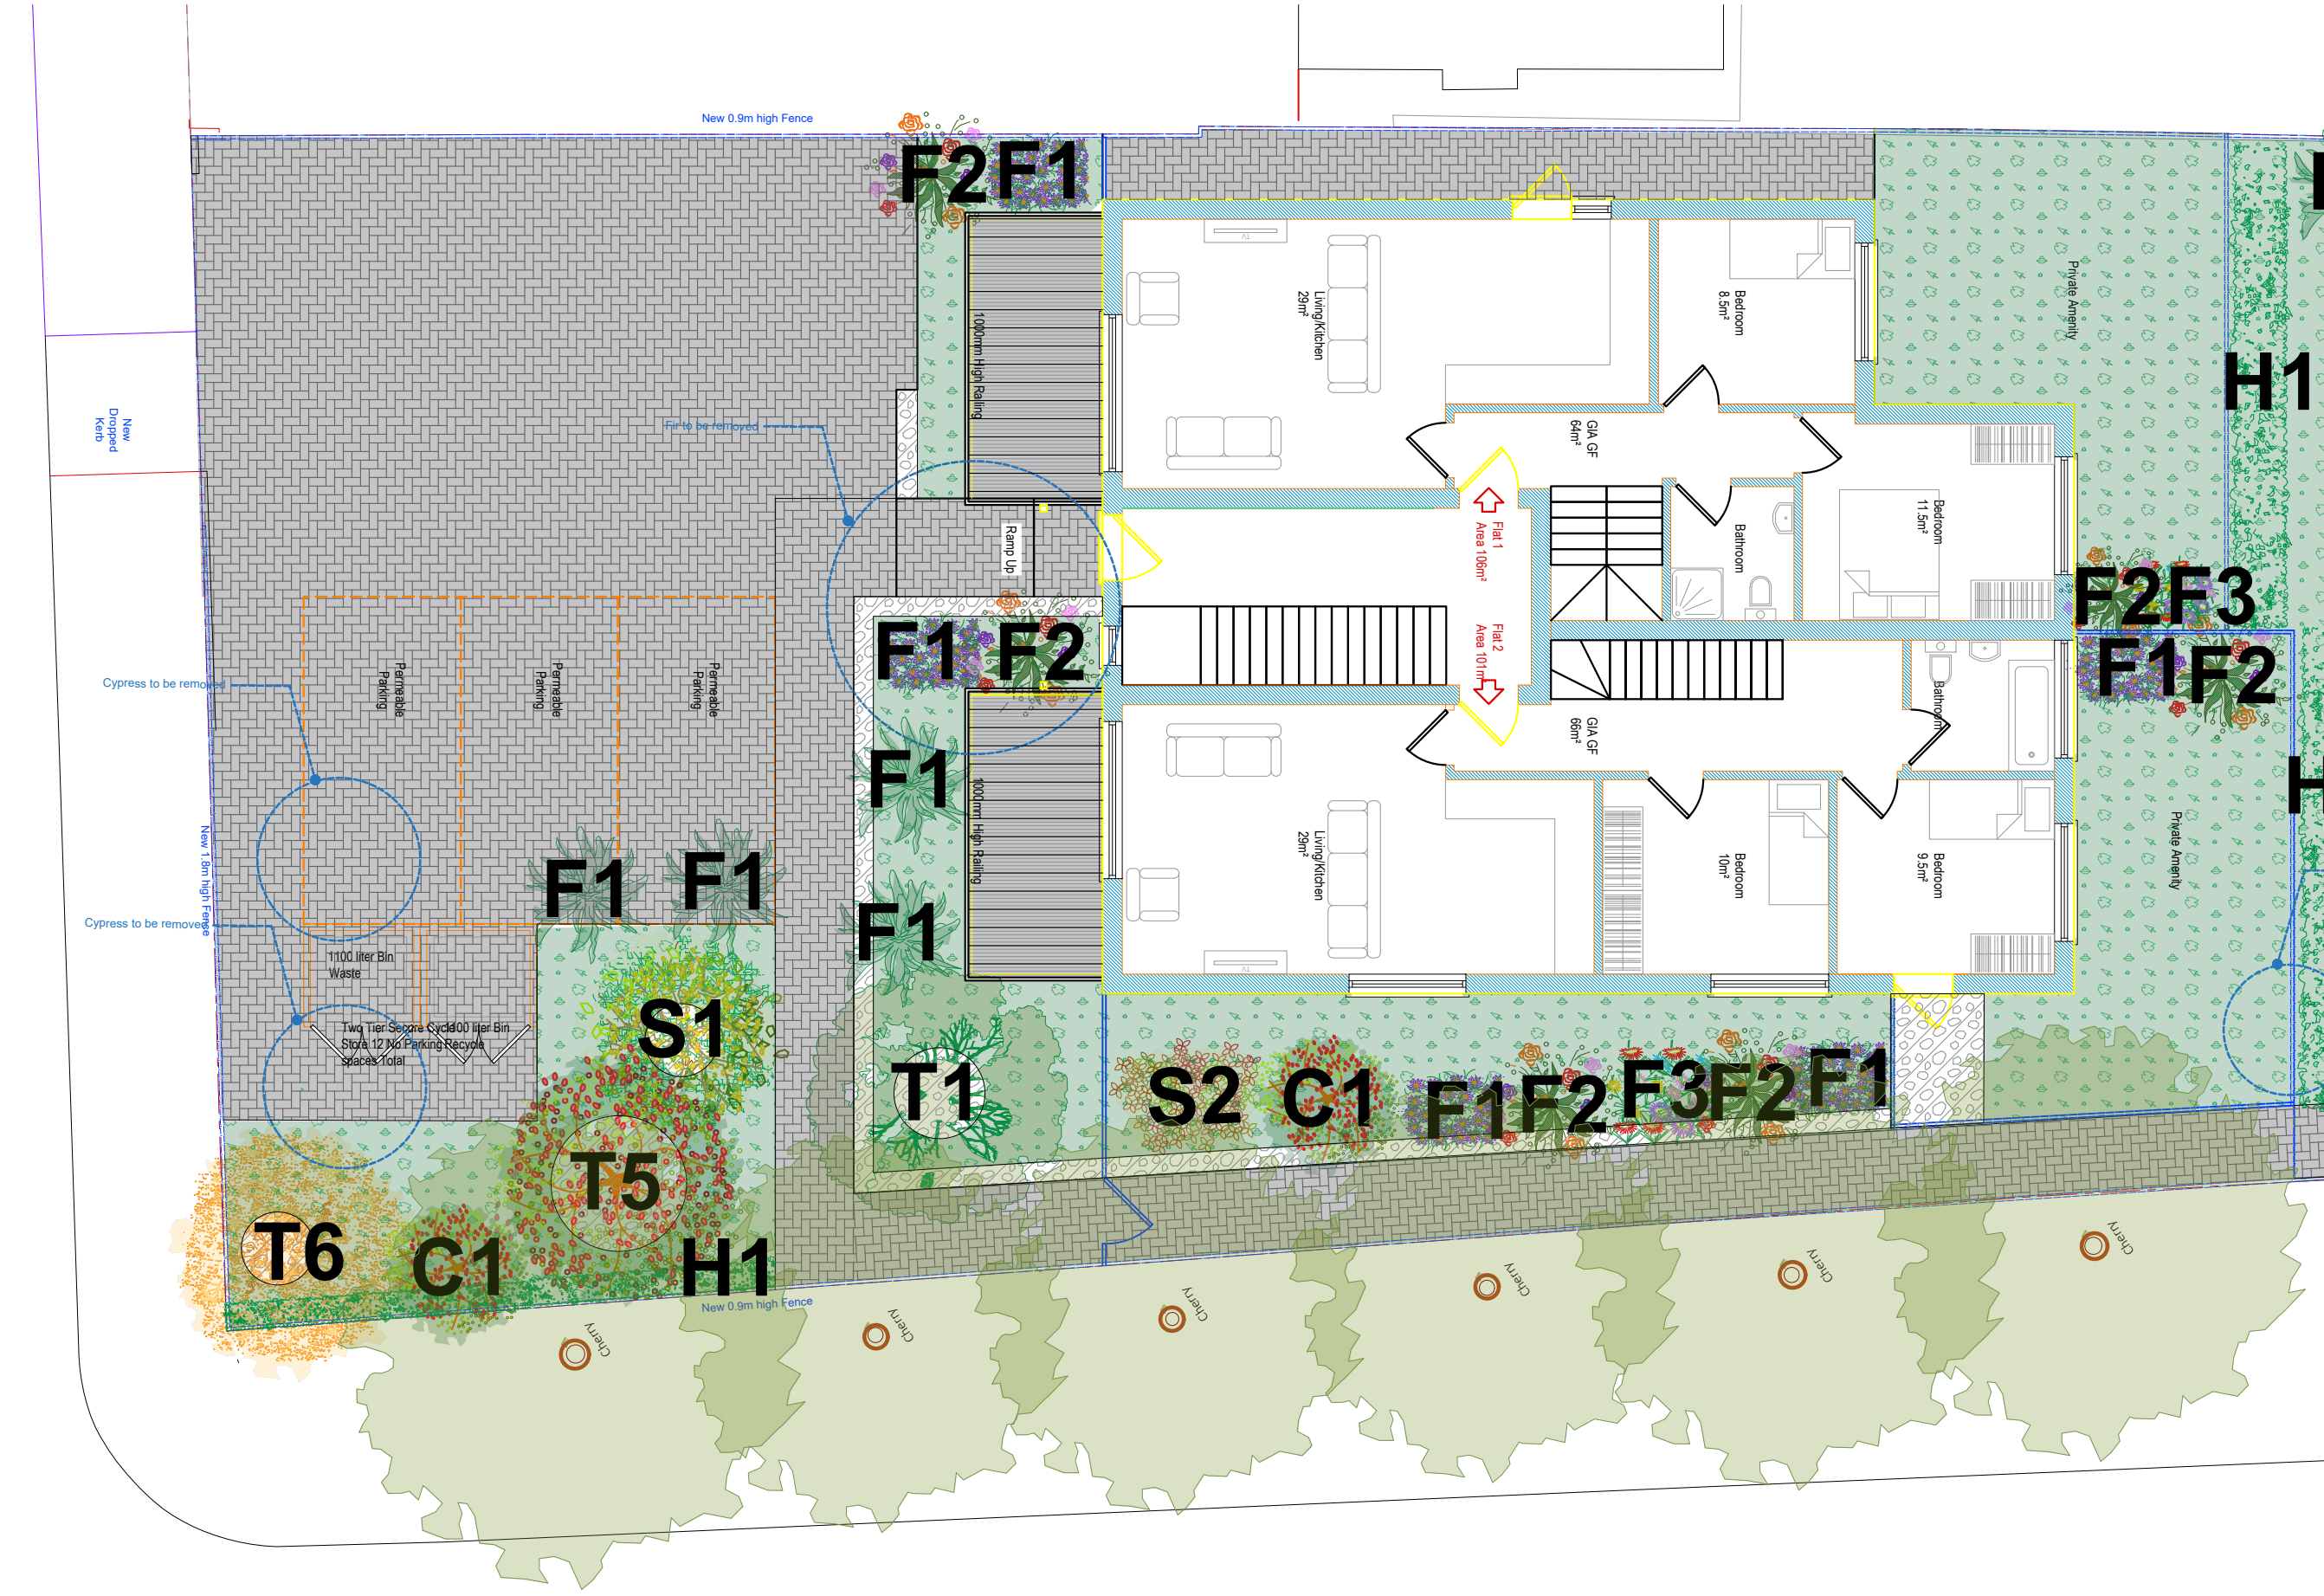 New 0.9m high Fence
F2
F1
TV
Living/Kitchen
29m²
Bedroom
8.5m²
Private Amenity
H1
New
Dropped
Kerb
Fir to be removed
1000mm High Railing
GIA GF
64m²
Bedroom
11.5m²
Bathroom
Ramp Up
Flat 1
Area 106m²
F2
F3
Cypress to be removed
Permeable
Parking
Permeable
Parking
Permeable
Parking
F1
F2
Flat 2
Area 101m²
GIA GF
66m²
Bathroom
F1
F2
F1
1000mm High Railing
Living/Kitchen
29m²
Bedroom
10m²
Bedroom
9.5m²
Private Amenity
H
New 1.8m high Fence
F1
F1
F1
Cypress to be removed
1100 liter Bin
Waste
TV
Two Tier Secure Cycle
Store 12 No Parking
spaces Total
1100 liter Bin
Recycle
S1
T1
S2
C1
F1
F2
F3
F2
F1
T5
T6
C1
H1
New 0.9m high Fence
Cherry
Cherry
Cherry
Cherry
Cherry
Cherry